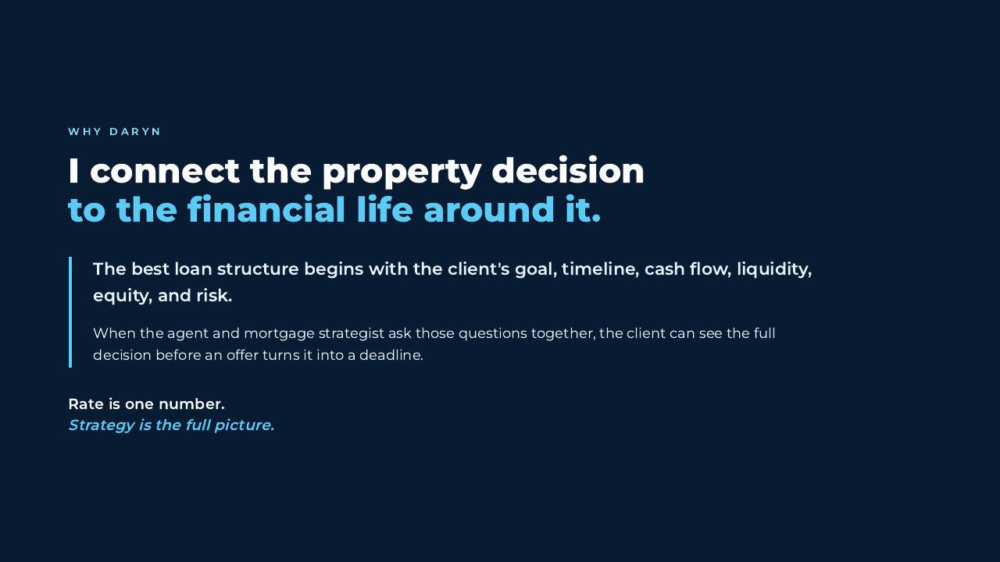 WHY DARYN
I connect the property decision
to the financial life around it.
The best loan structure begins with the client's goal, timeline, cash flow, liquidity,
equity, and risk.
When the agent and mortgage strategist ask those questions together, the client can see the full
decision before an offer turns it into a deadline.
Rate is one number.
Strategy is the full picture.